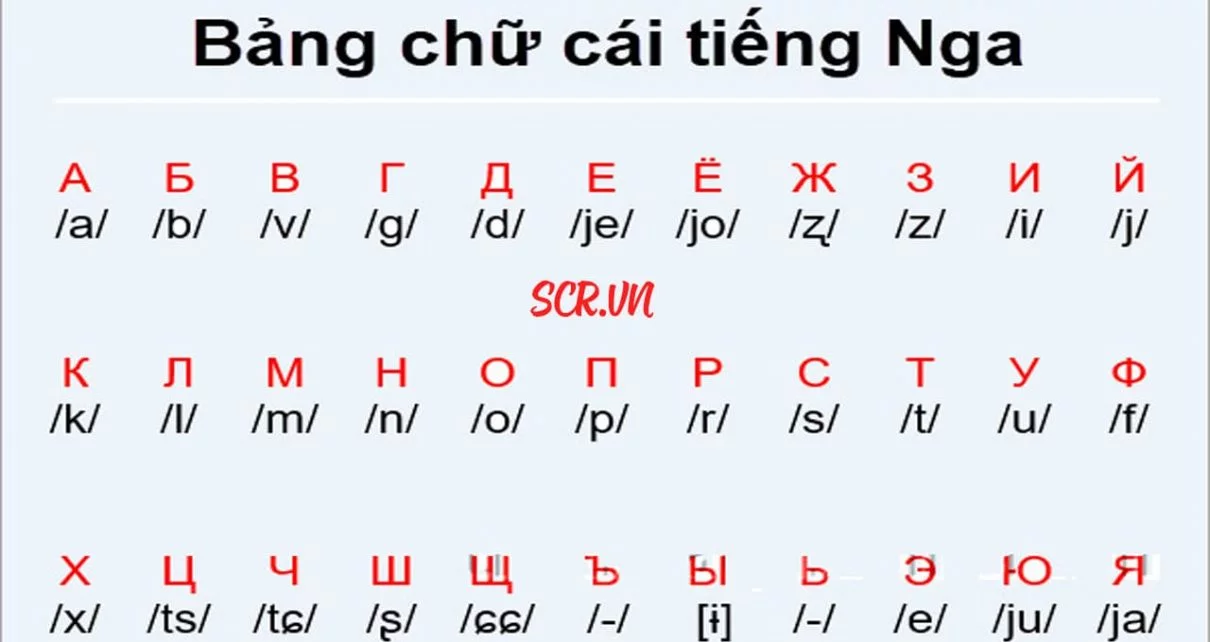 Bảng chữ cái tiếng Nga
А Б В Г Д Е Ё Ж З И Й
/a/ /b/ /v/ /g/ /d/ /je/ /jo/ /ʐ/ /z/ /i/ /j/
SCR.VN
К Л М Н О П Р С Т У Ф
/k/ /l/ /m/ /n/ /o/ /p/ /r/ /s/ /t/ /u/ /f/
Х Ц Ч Ш Щ Ъ Ы Ь Э Ю Я
/x/ /ts/ /tɕ/ /ʂ/ /ɕɕ/ /-/ [ɨ] /-/ /e/ /ju/ /ja/